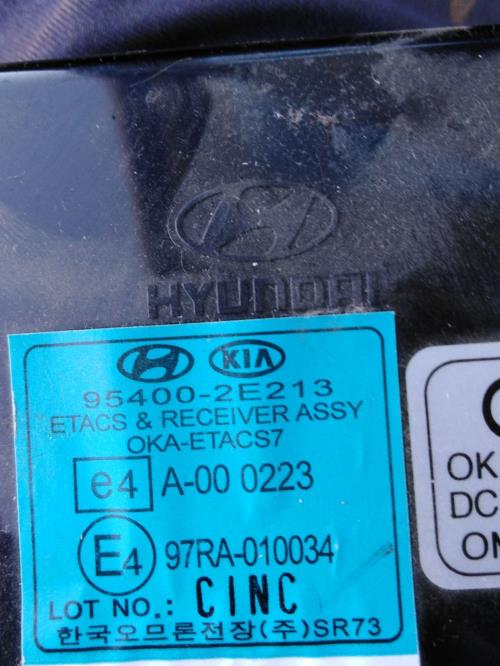 HYUNDAI
KIA
95400-2E213
ETACS & RECEIVER ASSY
OKA-ETACS7
e4 A-00 0223
E4 97RA-010034
LOT NO.: CINC
한국오므론전장(주)SR73
OK
DC